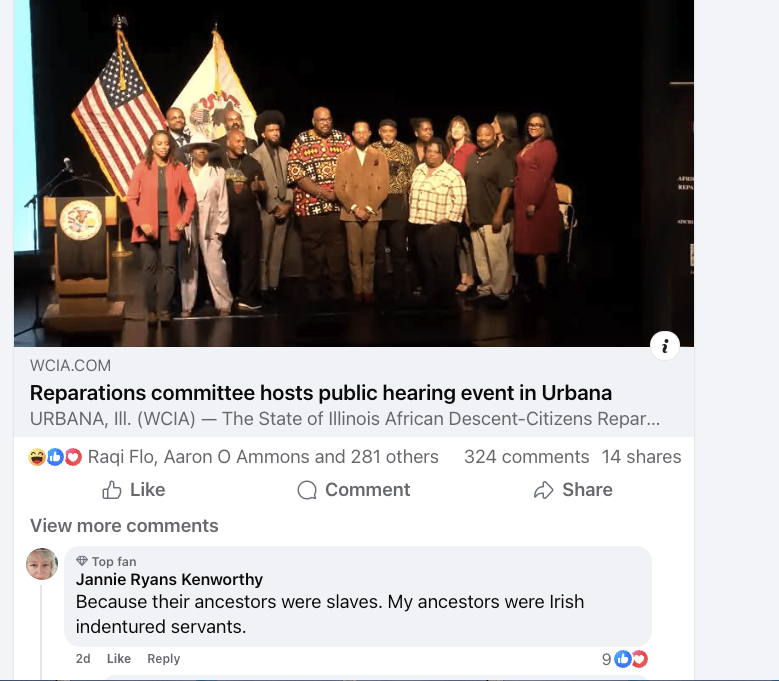 AFRI
REPA
WCIA.COM
Reparations committee hosts public hearing event in Urbana
URBANA, Ill. (WCIA) — The State of Illinois African Descent-Citizens Repar...
Raqi Flo, Aaron O Ammons and 281 others 324 comments 14 shares
Like Comment Share
View more comments
Top fan
Jannie Ryans Kenworthy
Because their ancestors were slaves. My ancestors were Irish
indentured servants.
2d Like Reply 9